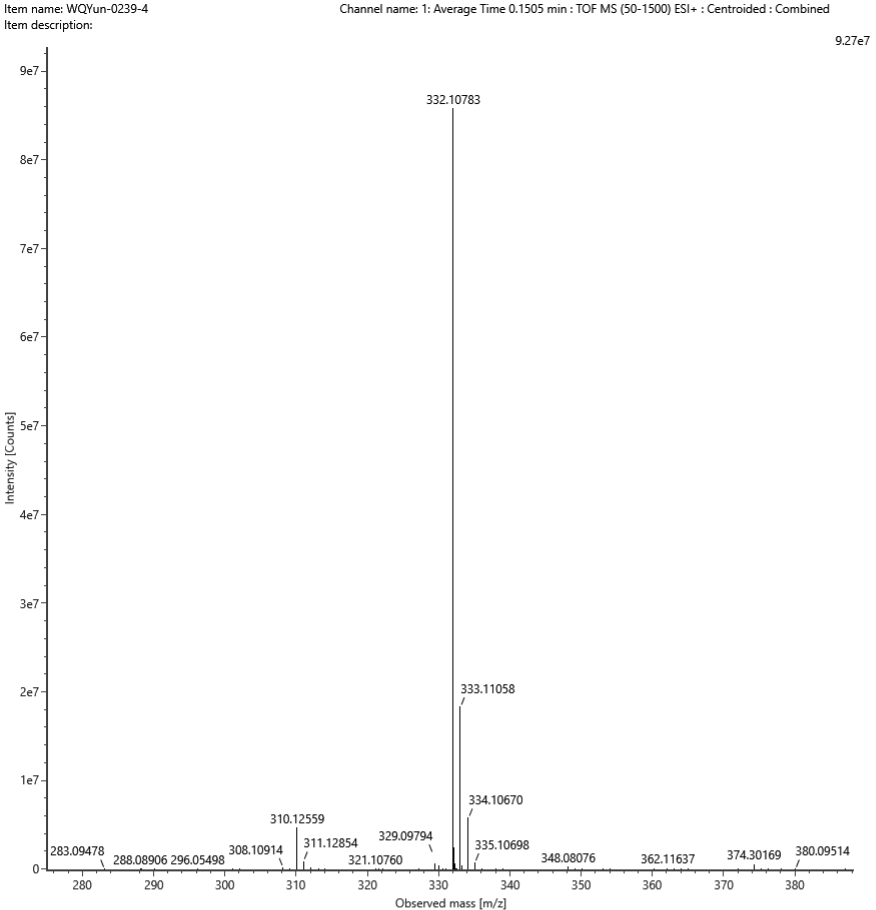 Item name: WQYun-0239-4 Channel name: 1: Average Time 0.1505 min : TOF MS (50-1500) ESI+ : Centroided : Combined
Item description:
9.27e7
9e7
332.10783
8e7
7e7
6e7
5e7
Intensity [Counts]
4e7
3e7
2e7
333.11058
1e7
334.10670
310.12559
329.09794
311.12854
335.10698
283.09478
308.10914
374.30169
380.09514
288.08906
296.05498
321.10760
348.08076
362.11637
0
280 290 300 310 320 330 340 350 360 370 380
Observed mass [m/z]